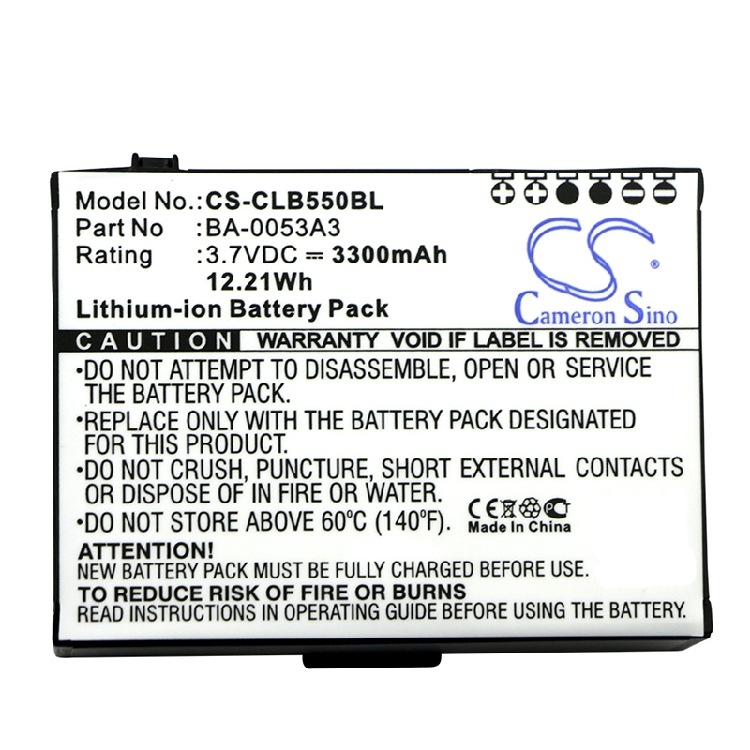 Model No.: CS-CLB550BL
Part No : BA-0053A3
Rating : 3.7VDC ⎓ 3300mAh
12.21Wh
Lithium-ion Battery Pack
CS
Cameron Sino
CAUTION WARRANTY VOID IF LABEL IS BROKEN
•DO NOT ATTEMPT TO DISASSEMBLE, OPEN OR SERVICE
THE BATTERY PACK.
•REPLACE ONLY WITH THE BATTERY PACK DESIGNATED
FOR THIS PRODUCT.
•DO NOT CRUSH, PUNCTURE, SHORT EXTERNAL CONTACTS
OR DISPOSE OF IN FIRE OR WATER.
•DO NOT STORE ABOVE 60ºC (140ºF).
CE
Made In China
ATTENTION!
NEW BATTERY PACK MUST BE FULLY CHARGED BEFORE USE.
TO REDUCE RISK OF FIRE OR BURNS
READ INSTRUCTIONS IN OPERATING GUIDE BEFORE USING THE BATTERY.